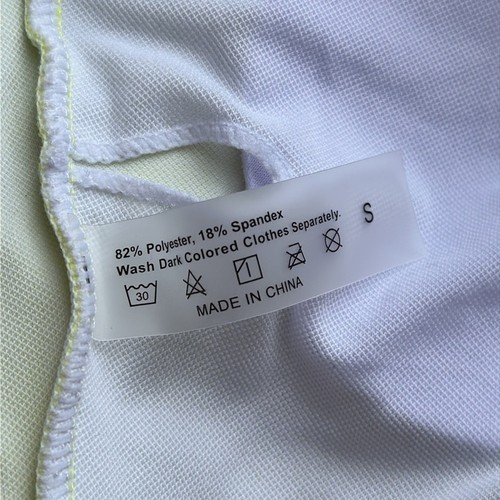 82% Polyester, 18% Spandex
S
Wash Dark Colored Clothes Separately.
30
MADE IN CHINA